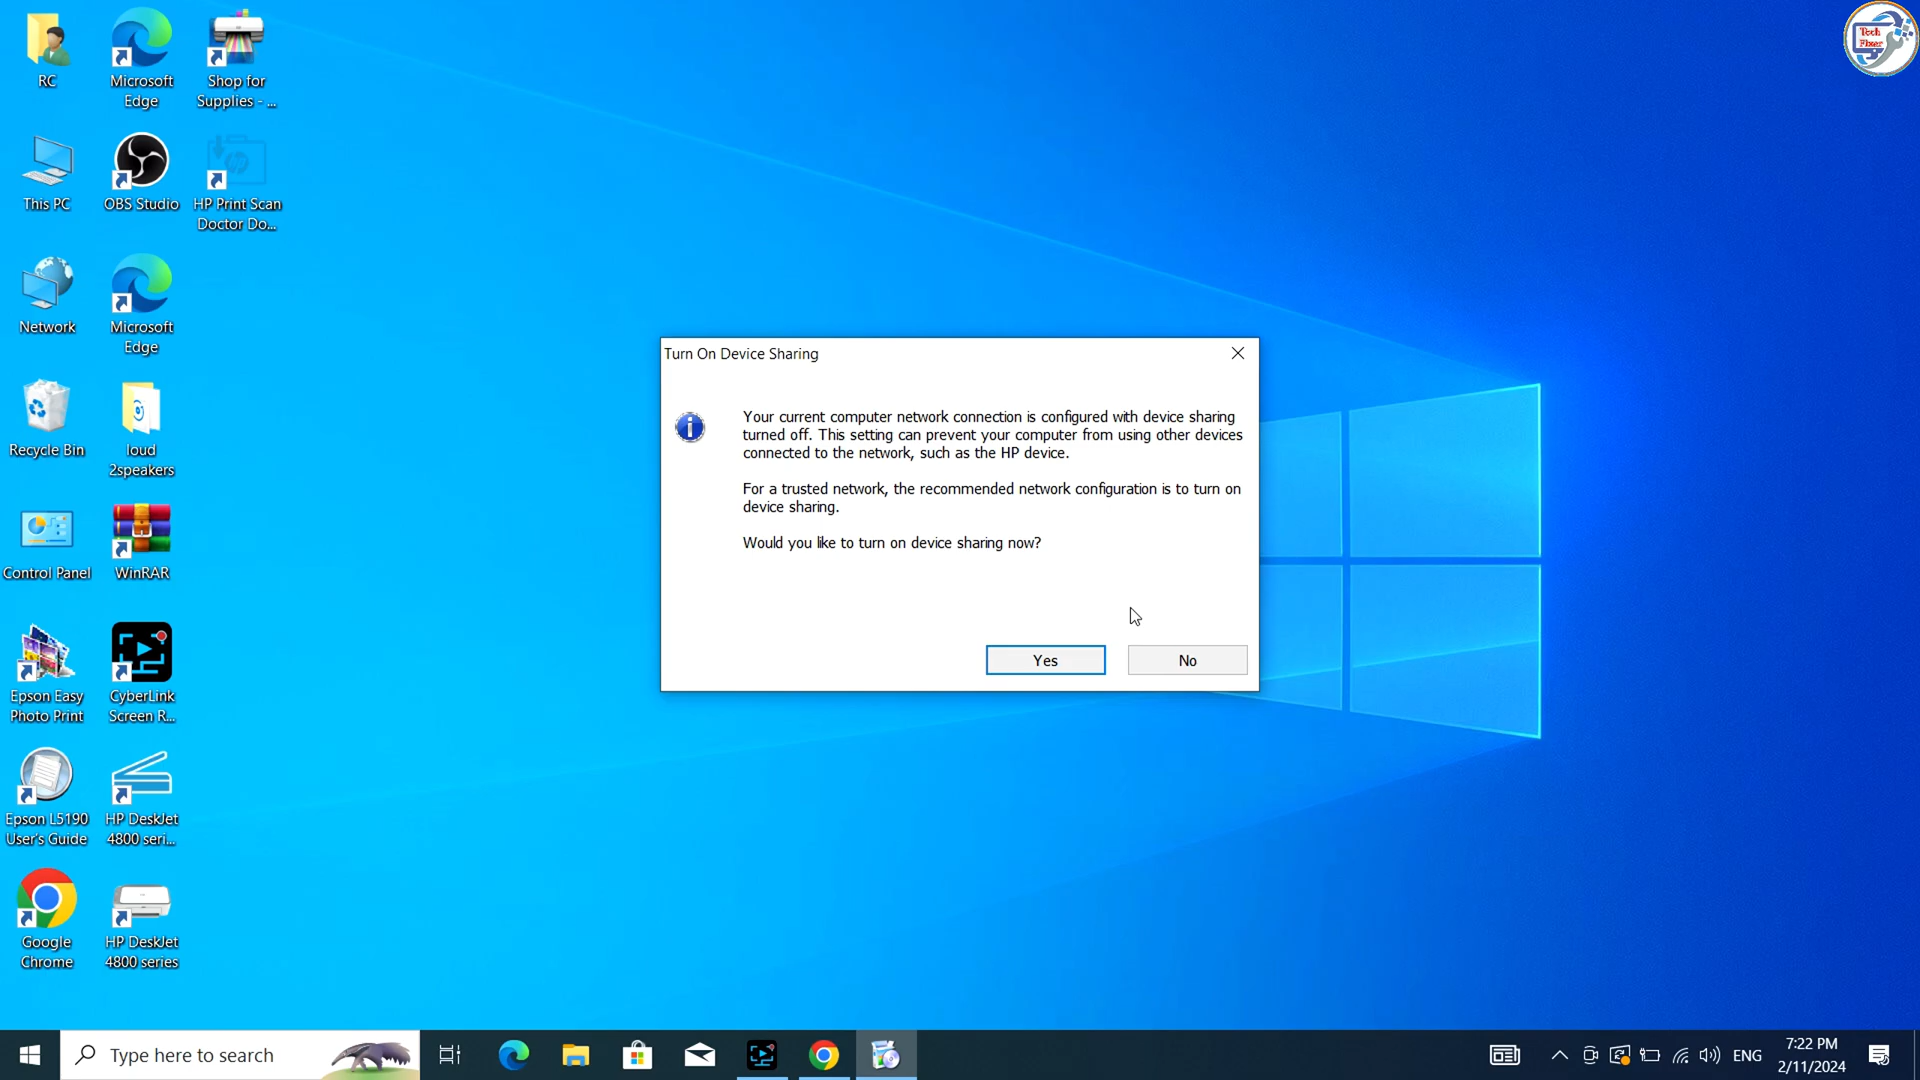 RC
Microsoft
Edge
Shop for
Supplies - ...
Tech
Fixer
This PC
OBS Studio
HP Print Scan
Doctor Do...
Network
Microsoft
Edge
Recycle Bin
loud
2speakers
Control Panel
WinRAR
Epson Easy
Photo Print
CyberLink
Screen R...
Epson L5190
User's Guide
HP DeskJet
4800 seri...
Google
Chrome
HP DeskJet
4800 series
Turn On Device Sharing
Your current computer network connection is configured with device sharing
turned off. This setting can prevent your computer from using other devices
connected to the network, such as the HP device.
For a trusted network, the recommended network configuration is to turn on
device sharing.
Would you like to turn on device sharing now?
Yes
No
Type here to search
ENG
7:22 PM
2/11/2024